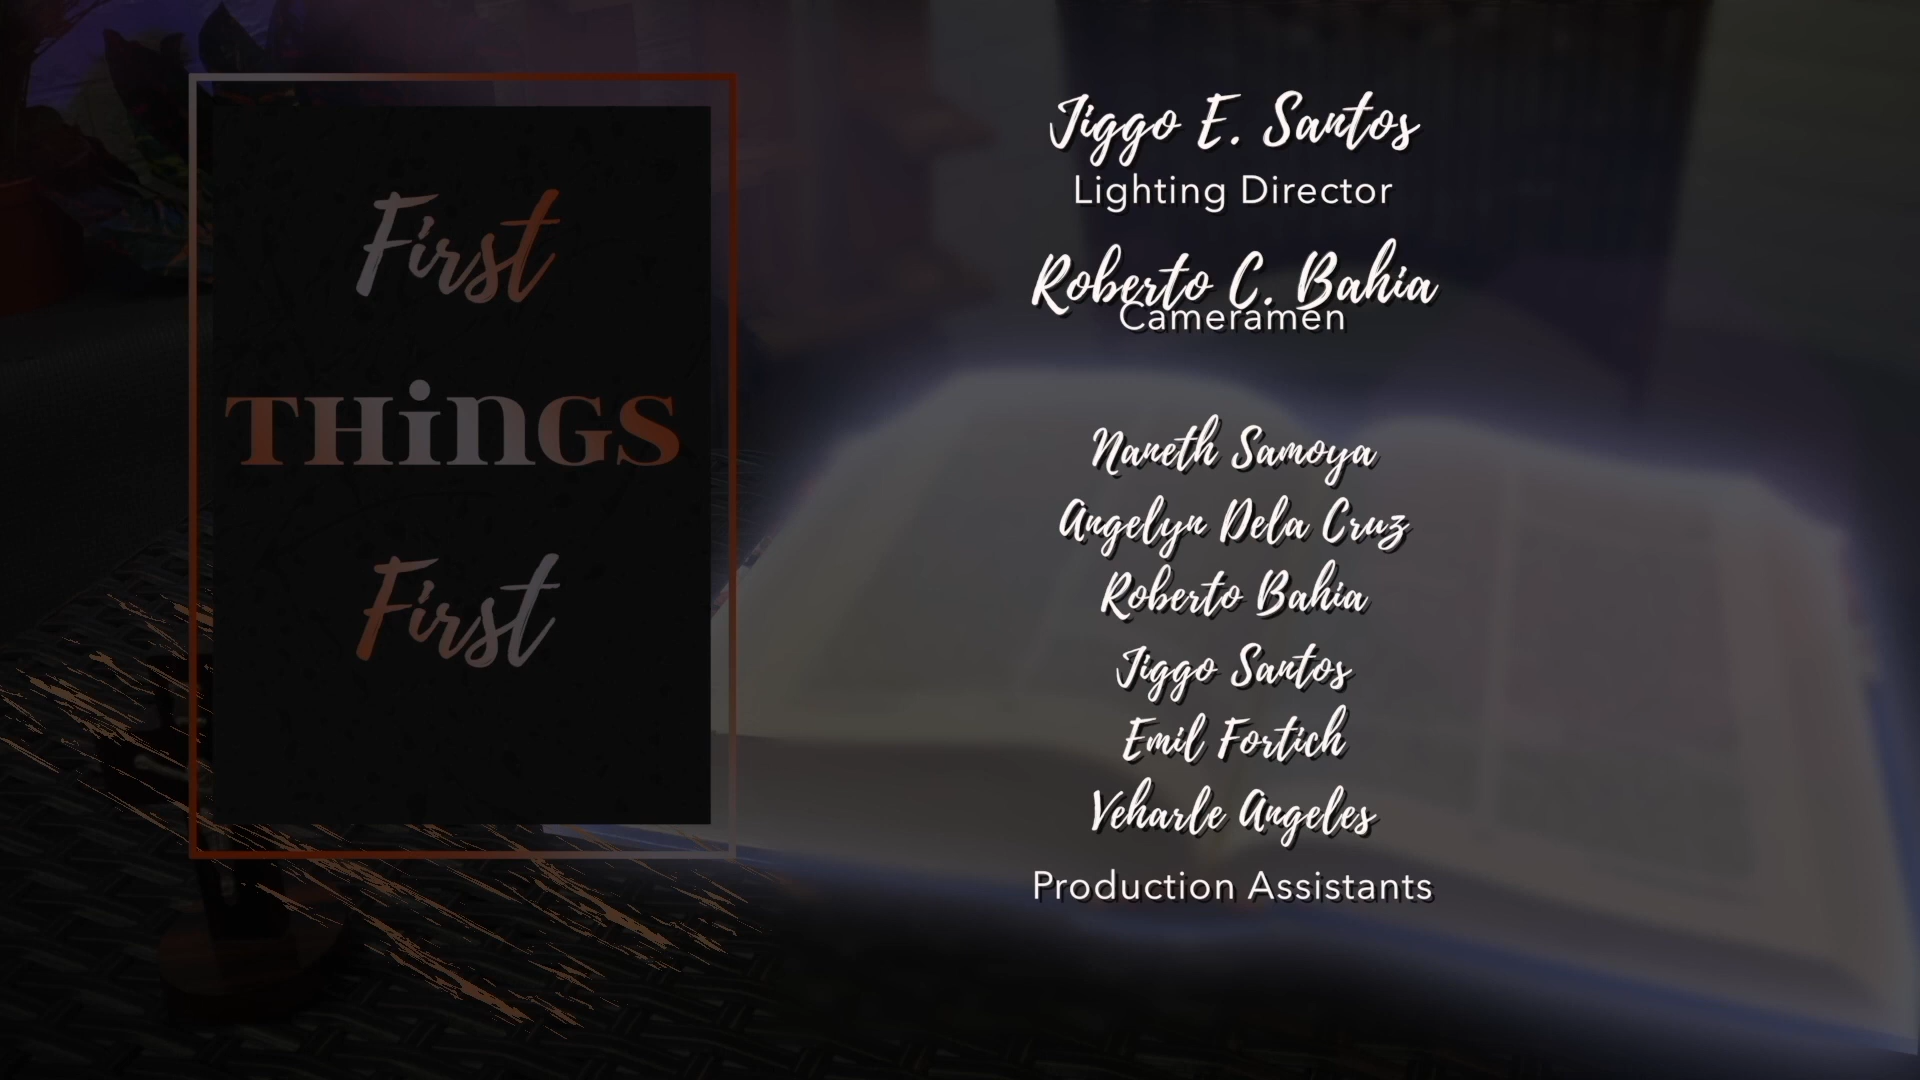 First
THiNGS
First
Jiggo E. Santos
Lighting Director
Roberto C. Bahia
Cameramen
Naneth Samoya
Angelyn Dela Cruz
Roberto Bahia
Jiggo Santos
Emil Fortich
Veharle Angeles
Production Assistants